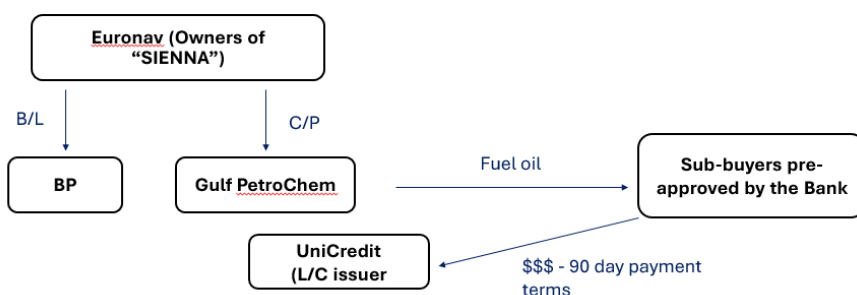 Euronav (Owners of
“SIENNA”)
B/L
C/P
BP
Gulf PetroChem
Fuel oil
Sub-buyers pre-
approved by the Bank
UniCredit
(L/C issuer
$$$ - 90 day payment
terms